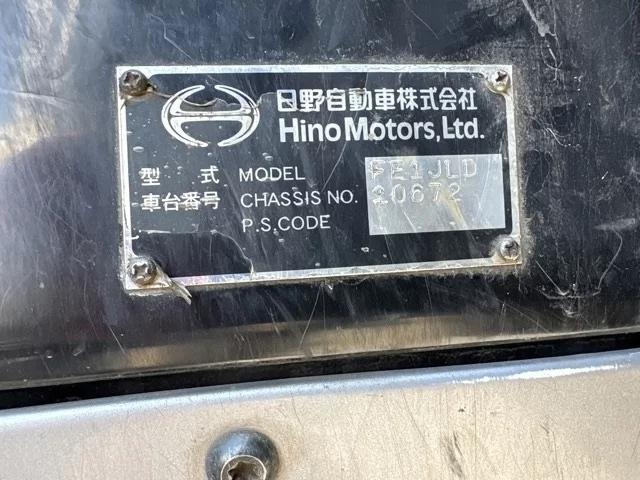 日野自動車株式会社
Hino Motors, Ltd.
型 式 MODEL FE1JLD
車台番号 CHASSIS NO. 10672
P.S.CODE